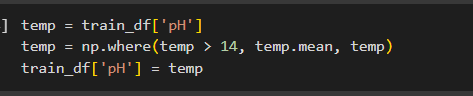 ] temp = train_df['pH']
temp = np.where(temp > 14, temp.mean, temp)
train_df['pH'] = temp